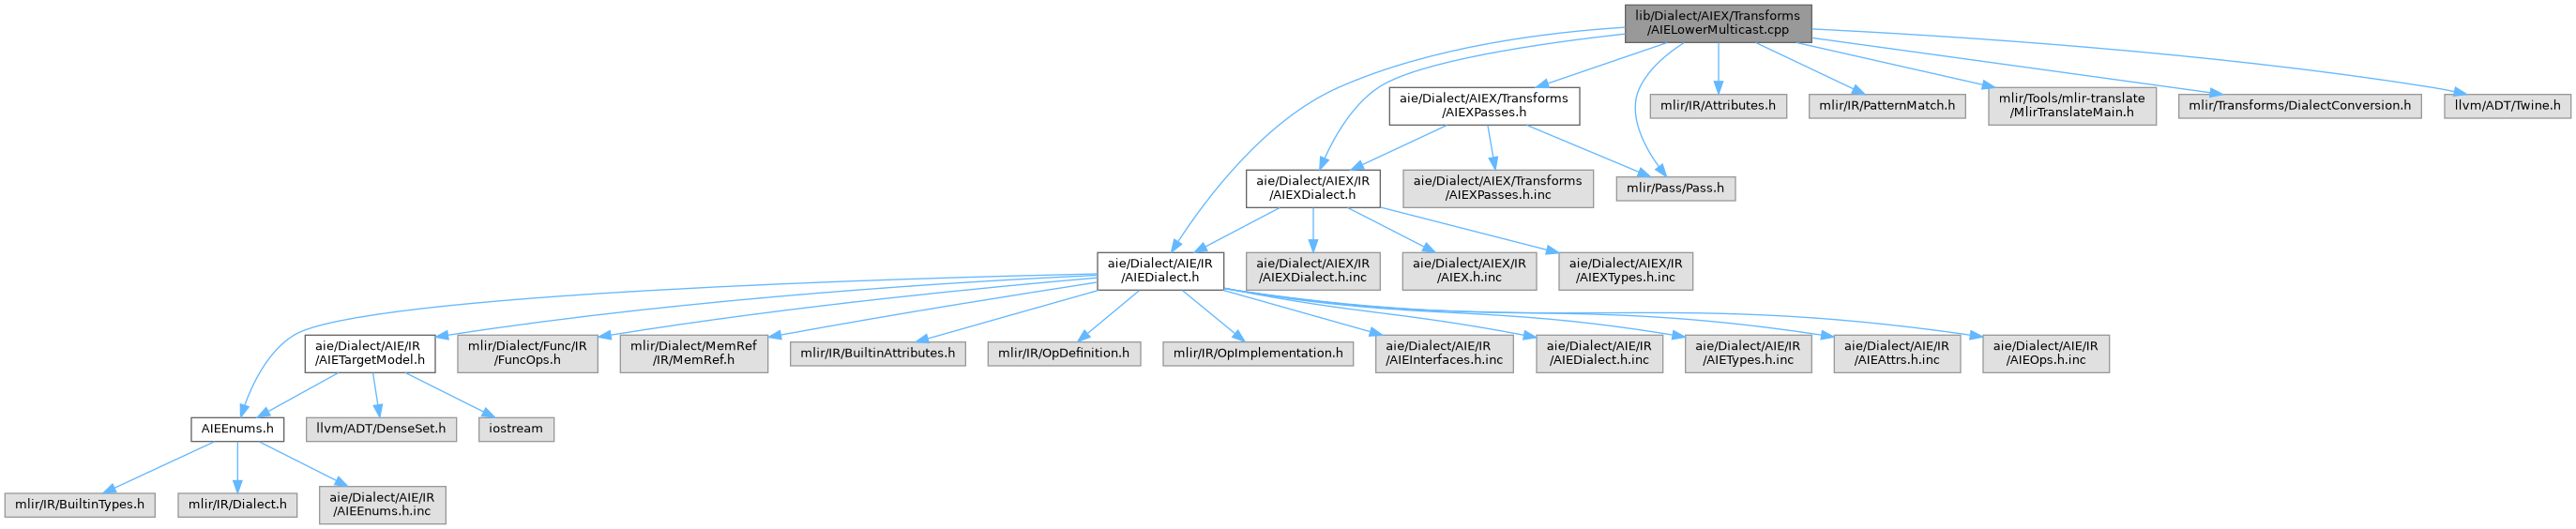 lib/Dialect/AIEX/Transforms
/AIELowerMulticast.cpp
aie/Dialect/AIEX/Transforms
/AIEXPasses.h
mlir/IR/Attributes.h
mlir/IR/PatternMatch.h
mlir/Tools/mlir-translate
/MlirTranslateMain.h
mlir/Transforms/DialectConversion.h
llvm/ADT/Twine.h
aie/Dialect/AIEX/IR
/AIEXDialect.h
aie/Dialect/AIEX/Transforms
/AIEXPasses.h.inc
mlir/Pass/Pass.h
aie/Dialect/AIE/IR
/AIEDialect.h
aie/Dialect/AIEX/IR
/AIEXDialect.h.inc
aie/Dialect/AIEX/IR
/AIEX.h.inc
aie/Dialect/AIEX/IR
/AIEXTypes.h.inc
aie/Dialect/AIE/IR
/AIETargetModel.h
mlir/Dialect/Func/IR
/FuncOps.h
mlir/Dialect/MemRef
/IR/MemRef.h
mlir/IR/BuiltinAttributes.h
mlir/IR/OpDefinition.h
mlir/IR/OpImplementation.h
aie/Dialect/AIE/IR
/AIEInterfaces.h.inc
aie/Dialect/AIE/IR
/AIEDialect.h.inc
aie/Dialect/AIE/IR
/AIETypes.h.inc
aie/Dialect/AIE/IR
/AIEAttrs.h.inc
aie/Dialect/AIE/IR
/AIEOps.h.inc
AIEEnums.h
llvm/ADT/DenseSet.h
iostream
mlir/IR/BuiltinTypes.h
mlir/IR/Dialect.h
aie/Dialect/AIE/IR
/AIEEnums.h.inc